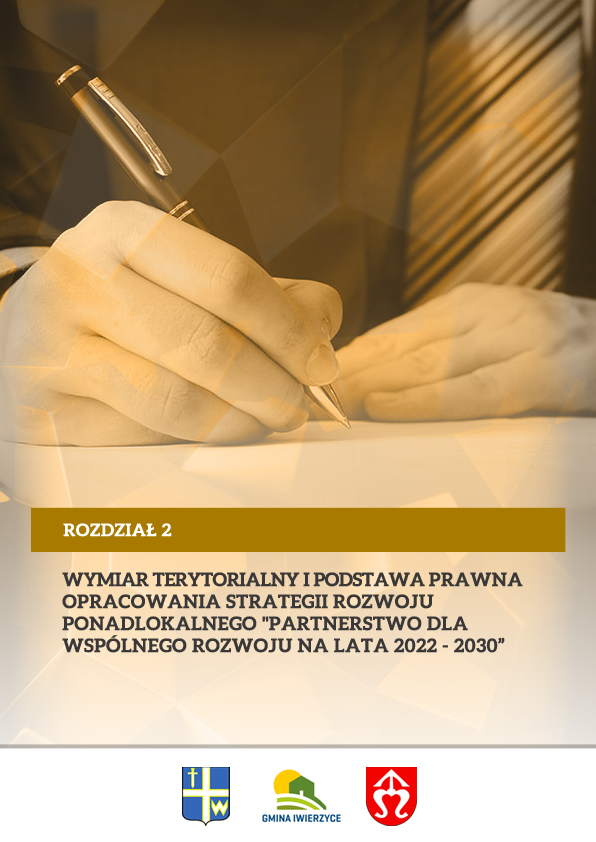 ROZDZIAŁ 2
WYMIAR TERYTORIALNY I PODSTAWA PRAWNA
OPRACOWANIA STRATEGII ROZWOJU
PONADLOKALNEGO "PARTNERSTWO DLA
WSPÓLNEGO ROZWOJU NA LATA 2022 - 2030”
W
GMINA IWIERZYCE